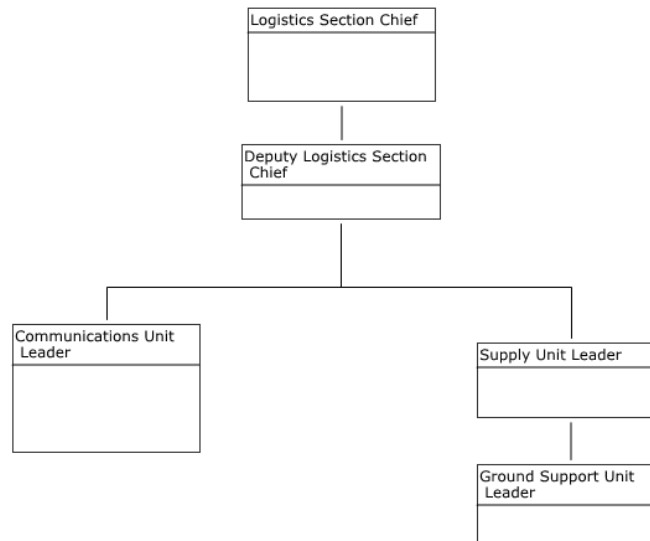 Logistics Section Chief
Deputy Logistics Section
Chief
Communications Unit
Leader
Supply Unit Leader
Ground Support Unit
Leader